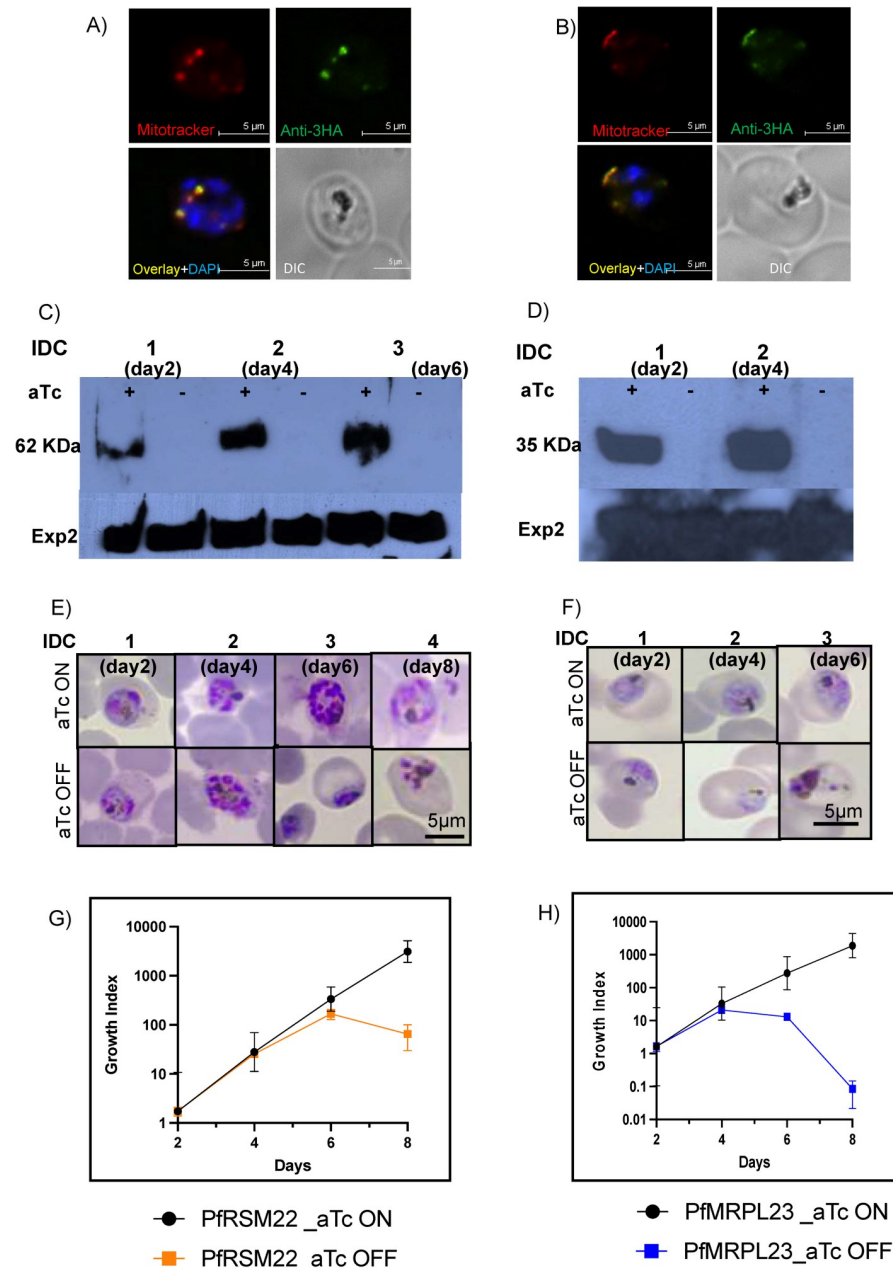 A)
Mitotracker
5 µm
Anti-3HA
5 µm
Overlay+DAPI
5 µm
DIC
5 µm
B)
Mitotracker
5 µm
Anti-3HA
5 µm
Overlay+DAPI
5 µm
DIC
C)
IDC 1 2 3
(day2) (day4) (day6)
aTc + - + - + -
62 KDa
Exp2
D)
IDC 1 2
(day2) (day4)
aTc + - + -
35 KDa
Exp2
E)
IDC 1 2 3 4
(day2) (day4) (day6) (day8)
aTc ON
aTc OFF
5µm
F)
IDC 1 2 3
(day2) (day4) (day6)
aTc ON
aTc OFF
5µm
G)
Growth Index
10000
1000
100
10
1
2 4 6 8
Days
PfRSM22 _aTc ON
PfRSM22_aTc OFF
H)
Growth Index
10000
1000
100
10
1
0.1
0.01
2 4 6 8
Days
PfMRPL23 _aTc ON
PfMRPL23_aTc OFF